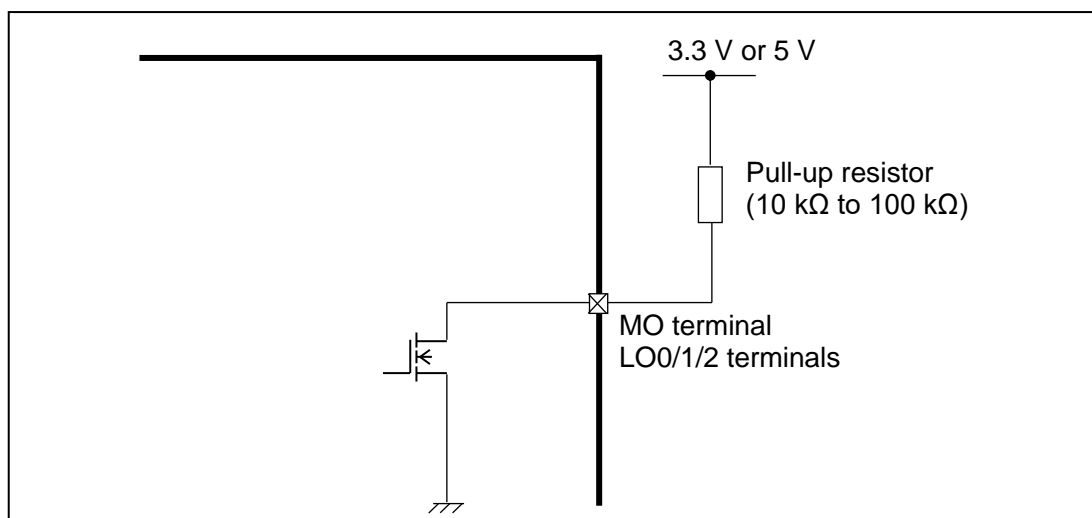 3.3 V or 5 V
Pull-up resistor
(10 kΩ to 100 kΩ)
MO terminal
LO0/1/2 terminals